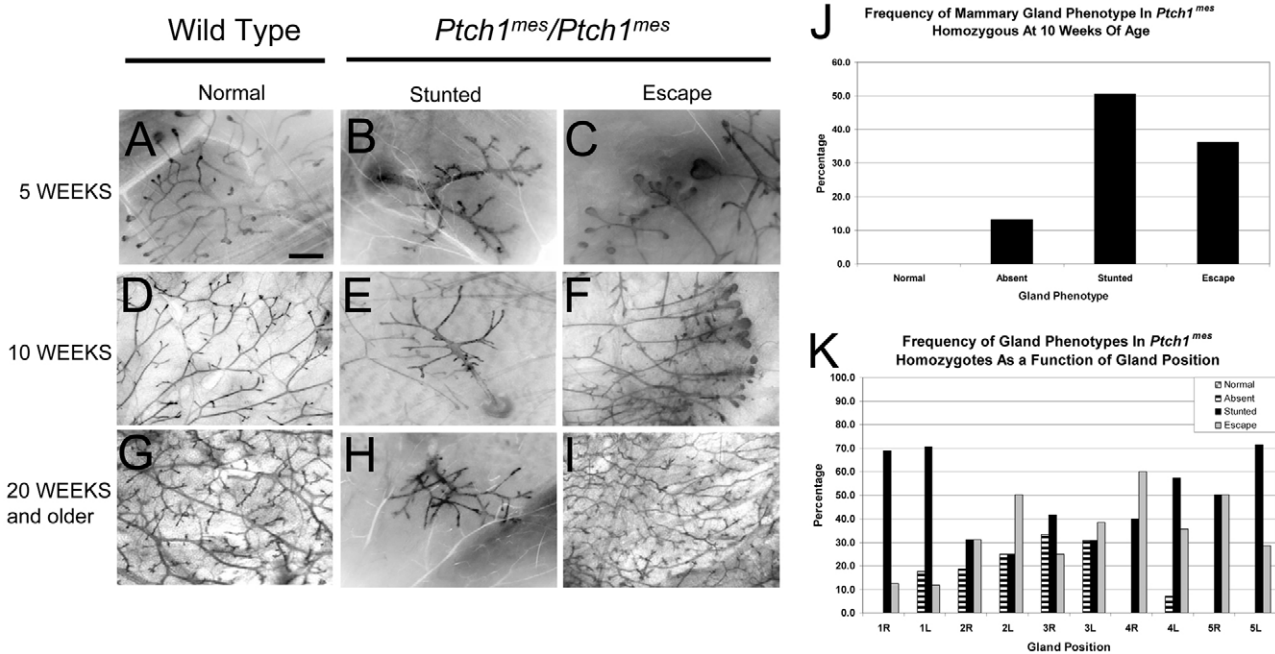 Wild Type
Ptch1mes/Ptch1mes
Normal
Stunted
Escape
5 WEEKS
A
B
C
10 WEEKS
D
E
F
20 WEEKS
and older
G
H
I
J
Frequency of Mammary Gland Phenotype In Ptch1 mes
Homozygous At 10 Weeks Of Age
Percentage
60.0
50.0
40.0
30.0
20.0
10.0
0.0
Normal
Absent
Stunted
Escape
Gland Phenotype
K
Frequency of Gland Phenotypes In Ptch1 mes
Homozygotes As a Function of Gland Position
Percentage
100.0
90.0
80.0
70.0
60.0
50.0
40.0
30.0
20.0
10.0
0.0
Normal
Absent
Stunted
Escape
1R 1L 2R 2L 3R 3L 4R 4L 5R 5L
Gland Position